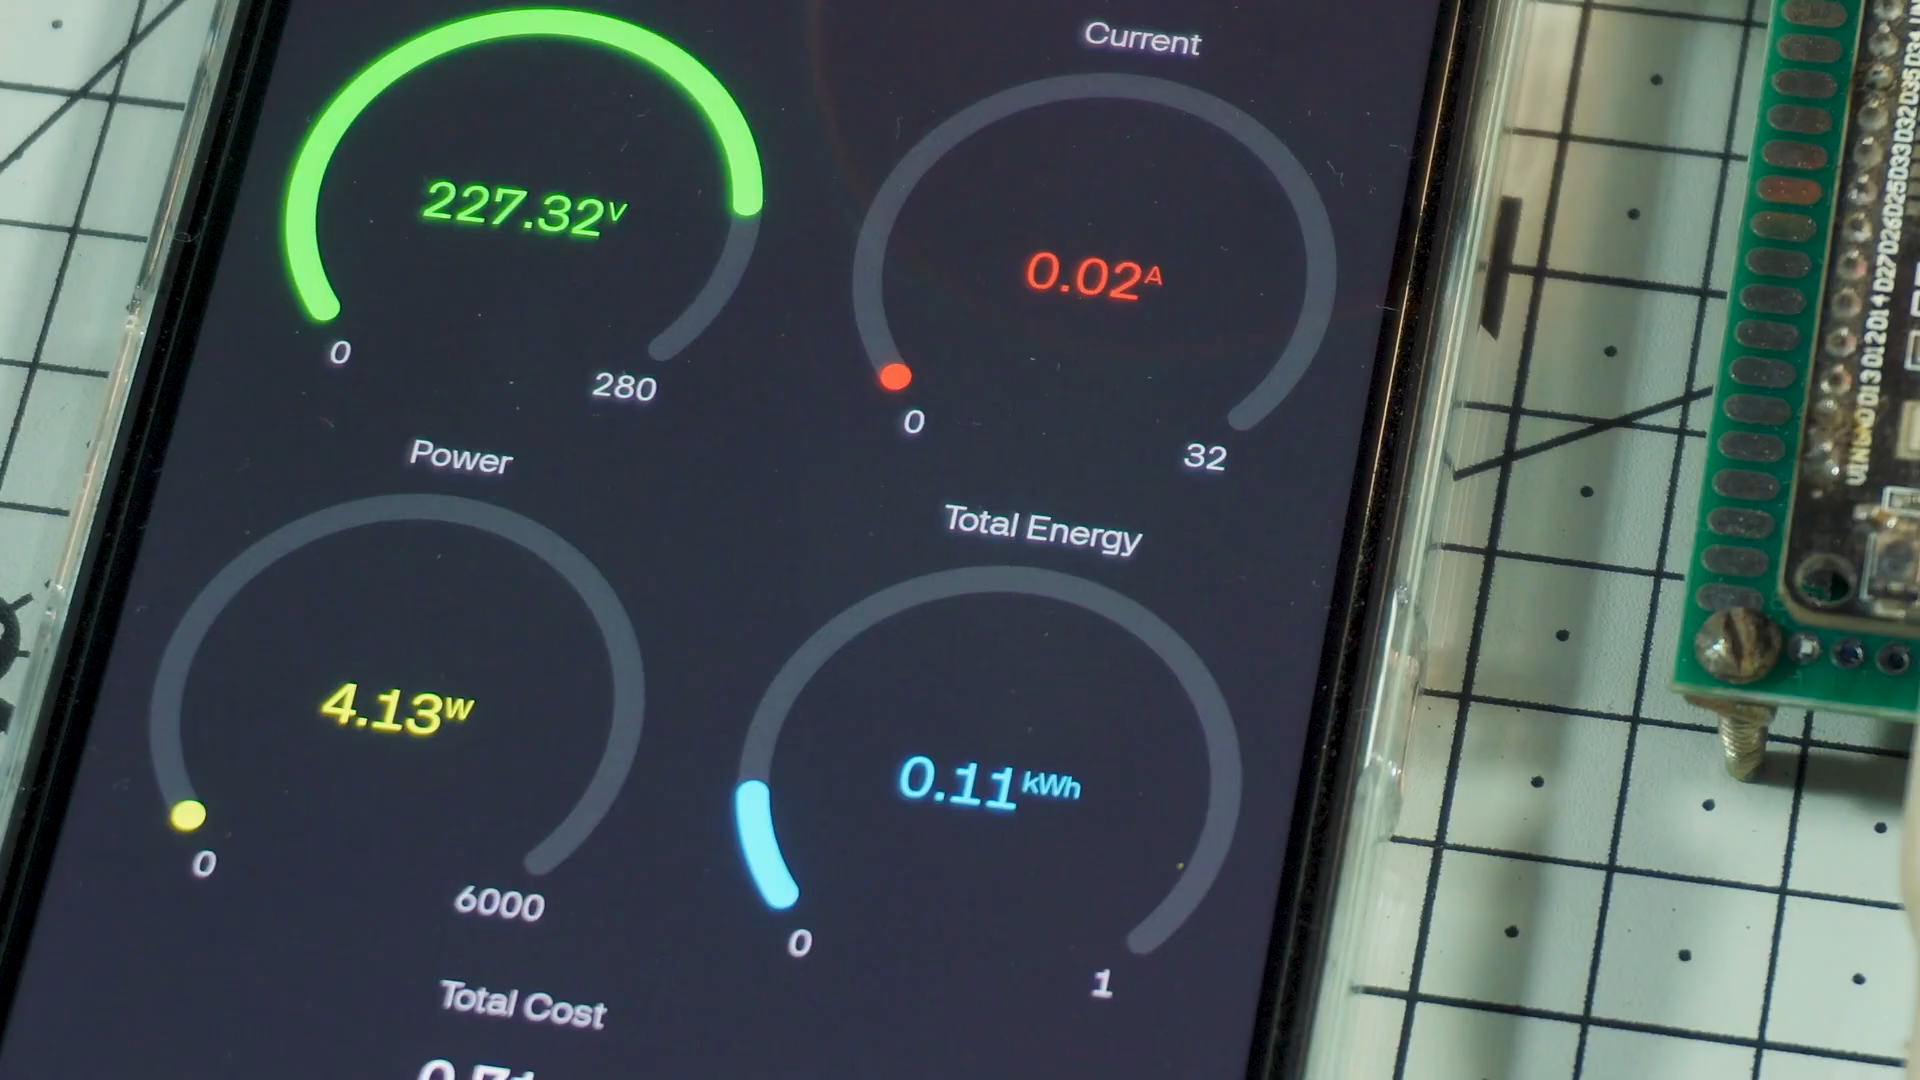 Current
227.32V
0.02A
0
280
0
32
Power
Total Energy
4.13W
0.11kWh
0
6000
0
1
Total Cost